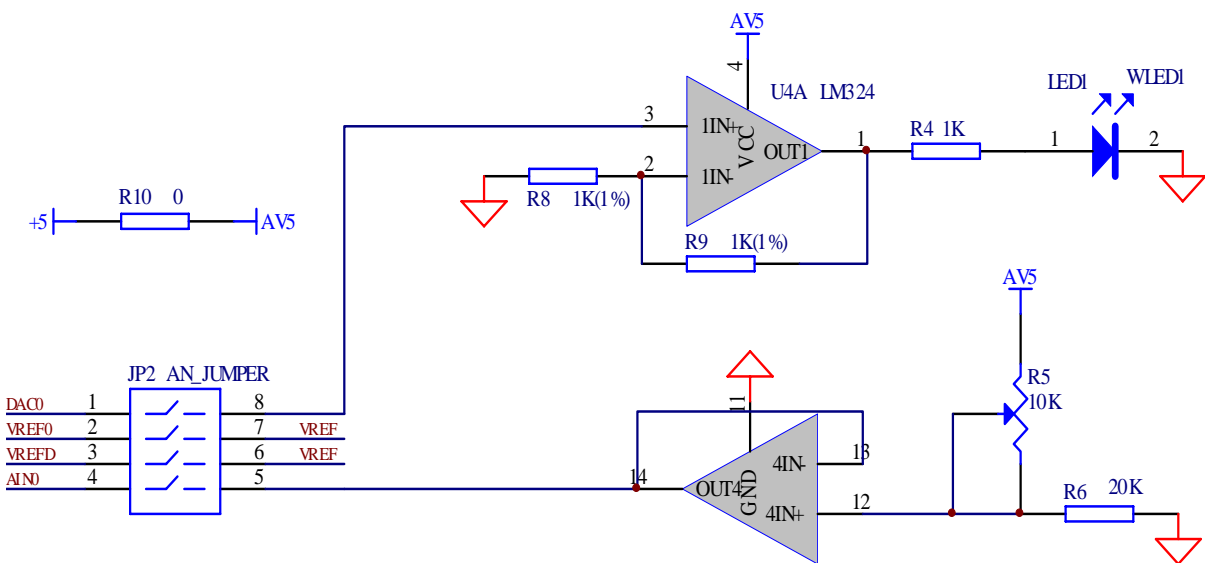 AV5
4
U4A LM324
LED1 WLED1
3
1IN+
VCC
OUT1
1
R4 1K
1
2
2
1IN-
R8 1K(1%)
R9 1K(1%)
R10 0
+5
AV5
AV5
JP2 AN_JUMPER
R5
10K
DAC0 1 8
VREF0 2 7 VREF
VREFD 3 6 VREF
AIN0 4 5
11
14
OUT4
GND
4IN-
13
4IN+
12
R6 20K